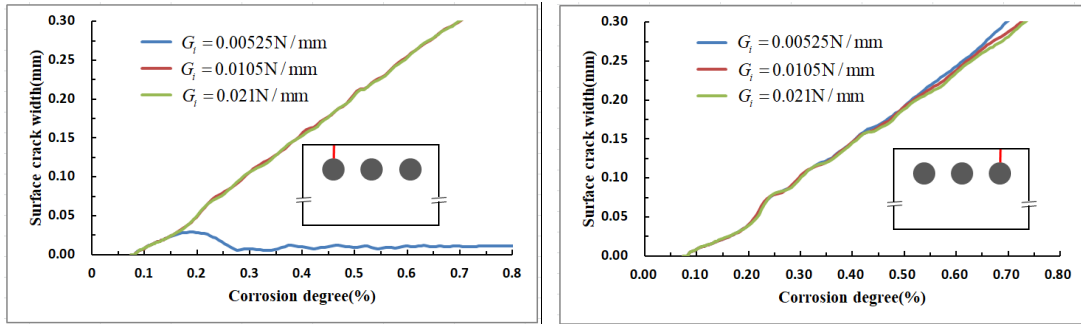 Surface crack width(mm)
0.30
0.25
0.20
0.15
0.10
0.05
0.00
G_i = 0.00525N / mm
G_i = 0.0105N / mm
G_i = 0.021N / mm
0 0.1 0.2 0.3 0.4 0.5 0.6 0.7 0.8
Corrosion degree(%)
Surface crack width(mm)
0.30
0.25
0.20
0.15
0.10
0.05
0.00
G_i = 0.00525N / mm
G_i = 0.0105N / mm
G_i = 0.021N / mm
0.00 0.10 0.20 0.30 0.40 0.50 0.60 0.70 0.80
Corrosion degree(%)